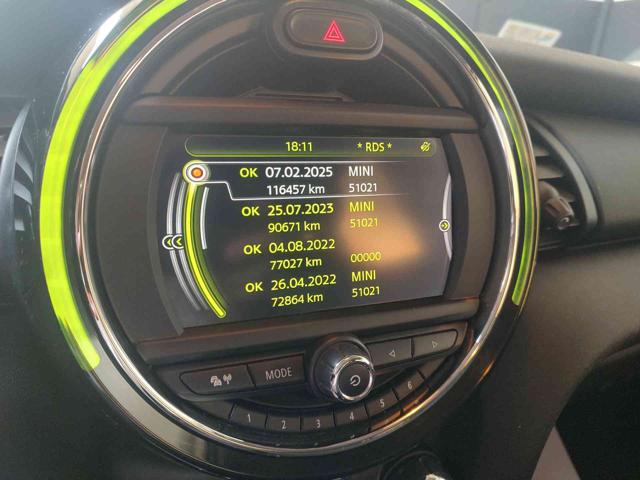 18:11 * RDS *
OK 07.02.2025 MINI
116457 km 51021
OK 25.07.2023 MINI
90671 km 51021
OK 04.08.2022
77027 km 00000
OK 26.04.2022 MINI
72864 km 51021
MODE
1 2 3 4 5 6